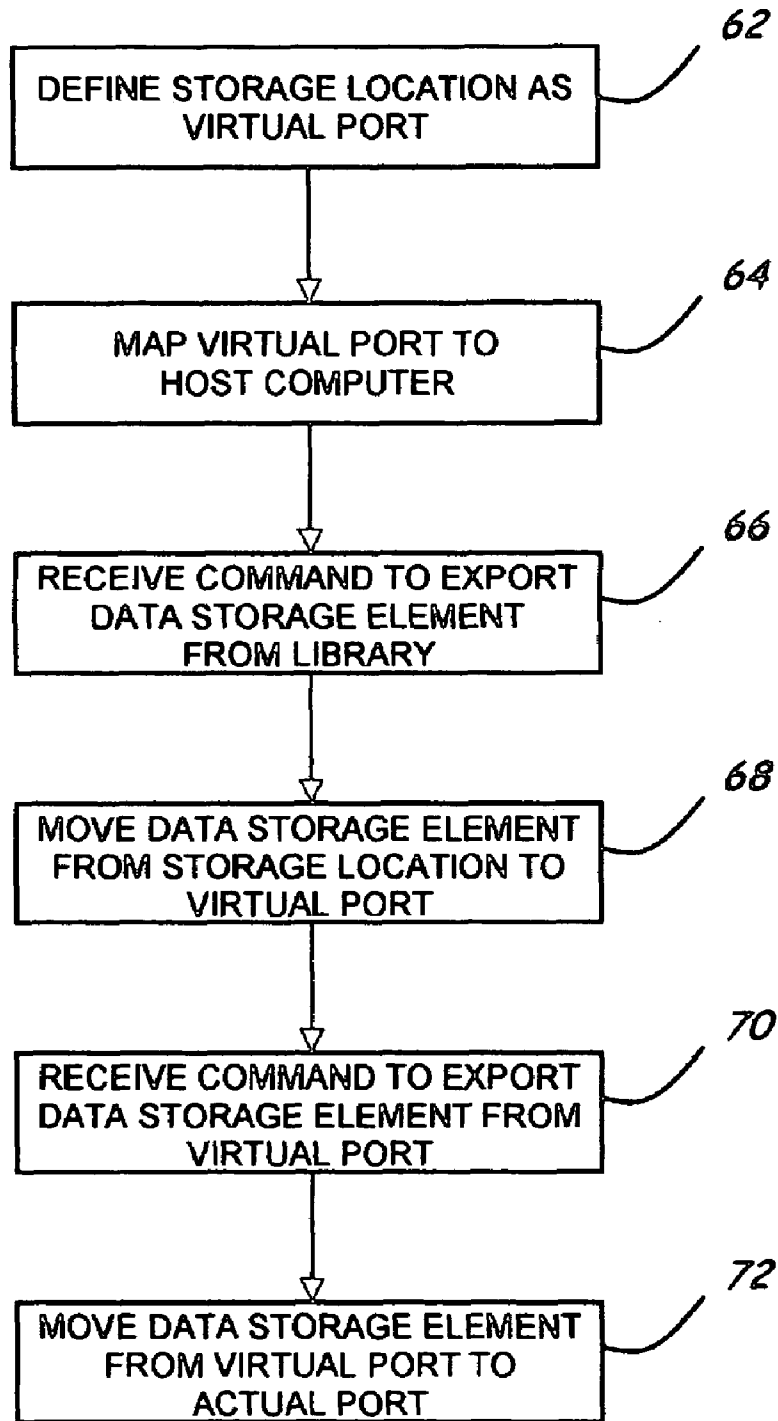 62
DEFINE STORAGE LOCATION AS
VIRTUAL PORT
64
MAP VIRTUAL PORT TO
HOST COMPUTER
66
RECEIVE COMMAND TO EXPORT
DATA STORAGE ELEMENT
FROM LIBRARY
68
MOVE DATA STORAGE ELEMENT
FROM STORAGE LOCATION TO
VIRTUAL PORT
70
RECEIVE COMMAND TO EXPORT
DATA STORAGE ELEMENT FROM
VIRTUAL PORT
72
MOVE DATA STORAGE ELEMENT
FROM VIRTUAL PORT TO
ACTUAL PORT